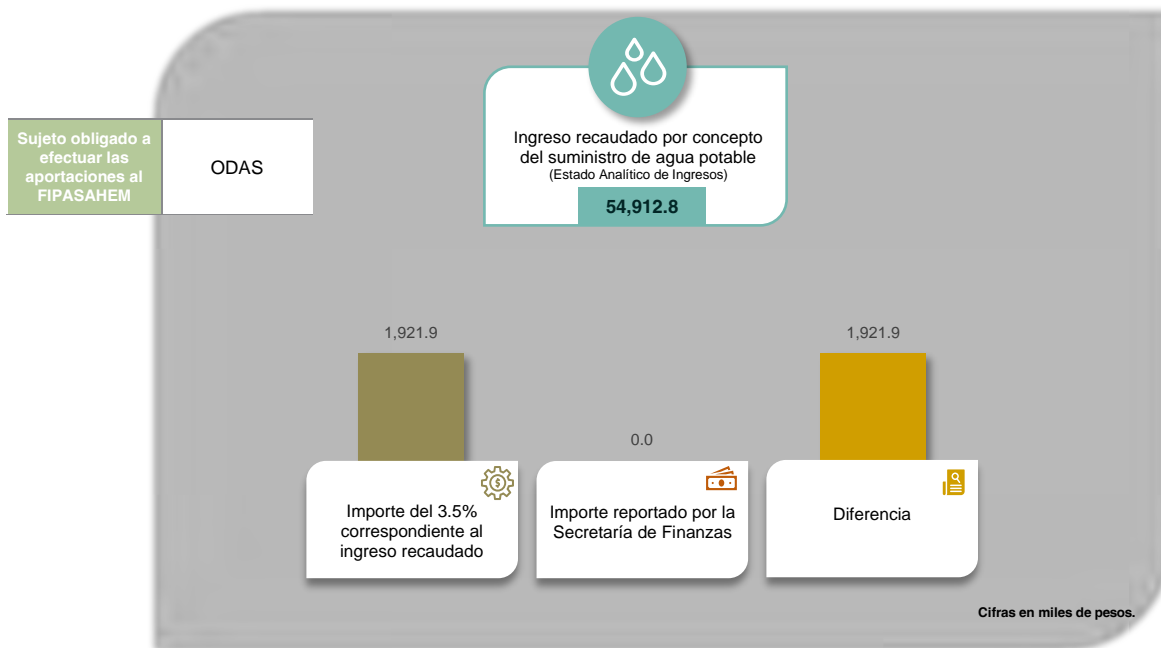 Sujeto obligado a
efectuar las
aportaciones al
FIPASAHEM
ODAS
Ingreso recaudado por concepto
del suministro de agua potable
(Estado Analítico de Ingresos)
54,912.8
1,921.9
0.0
1,921.9
Importe del 3.5%
correspondiente al
ingreso recaudado
Importe reportado por la
Secretaría de Finanzas
Diferencia
Cifras en miles de pesos.